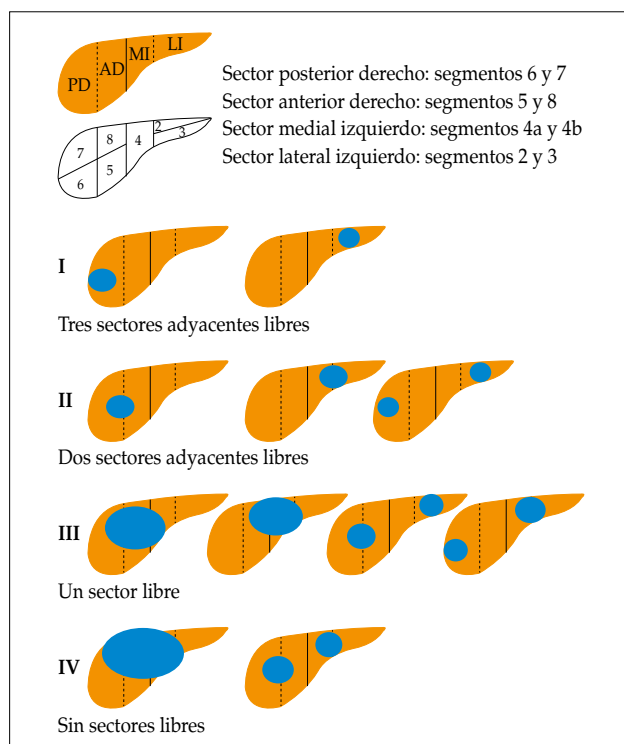 PD AD MI LI
Sector posterior derecho: segmentos 6 y 7
Sector anterior derecho: segmentos 5 y 8
Sector medial izquierdo: segmentos 4a y 4b
Sector lateral izquierdo: segmentos 2 y 3
7 8 4 2 3
6 5
I
Tres sectores adyacentes libres
II
Dos sectores adyacentes libres
III
Un sector libre
IV
Sin sectores libres